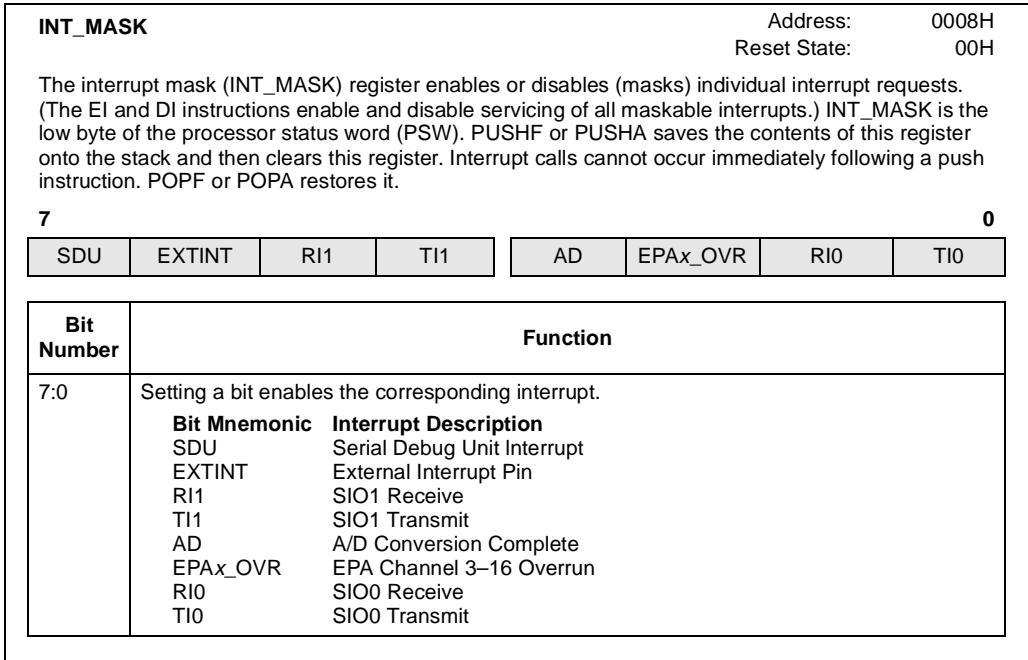 INT_MASK Address: 0008H
Reset State: 00H
The interrupt mask (INT_MASK) register enables or disables (masks) individual interrupt requests.
(The EI and DI instructions enable and disable servicing of all maskable interrupts.) INT_MASK is the
low byte of the processor status word (PSW). PUSHF or PUSHA saves the contents of this register
onto the stack and then clears this register. Interrupt calls cannot occur immediately following a push
instruction. POPF or POPA restores it.
7 0
SDU EXTINT RI1 TI1 AD EPAx_OVR RI0 TI0
Bit
Number Function
7:0 Setting a bit enables the corresponding interrupt.
Bit Mnemonic Interrupt Description
SDU Serial Debug Unit Interrupt
EXTINT External Interrupt Pin
RI1 SIO1 Receive
TI1 SIO1 Transmit
AD A/D Conversion Complete
EPAx_OVR EPA Channel 3–16 Overrun
RI0 SIO0 Receive
TI0 SIO0 Transmit